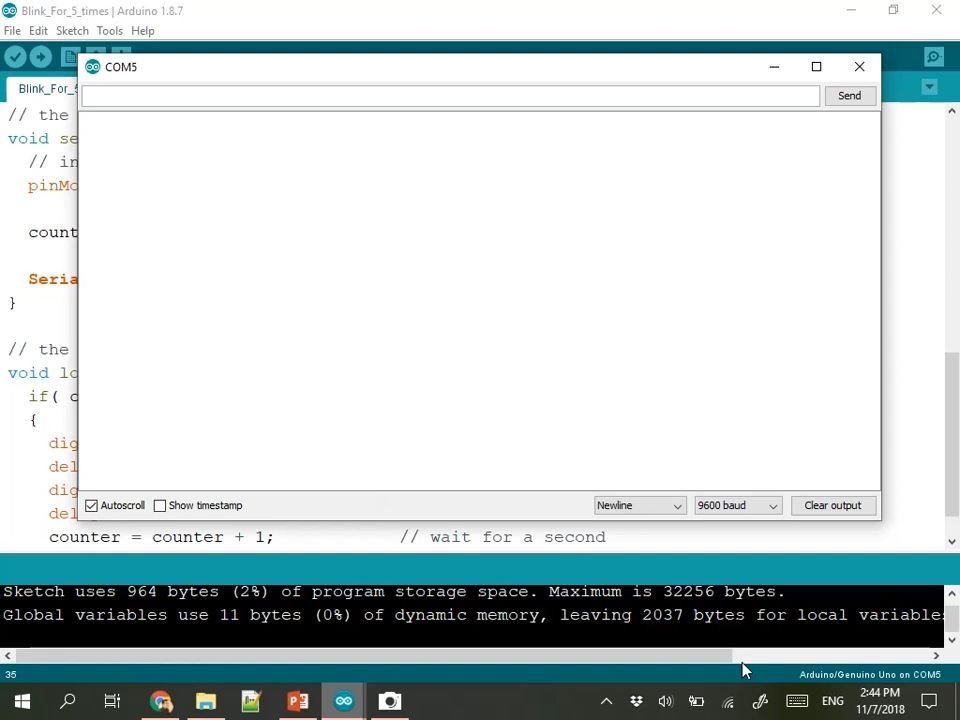 Blink_For_5_times | Arduino 1.8.7
File Edit Sketch Tools Help
COM5
Blink_For_5
Send
// the
void se
// in
pinMo
count
Seria
}
// the
void lo
if( c
{
dig
del
dig
del
Autoscroll Show timestamp Newline 9600 baud Clear output
counter = counter + 1; // wait for a second
Sketch uses 964 bytes (2%) of program storage space. Maximum is 32256 bytes.
Global variables use 11 bytes (0%) of dynamic memory, leaving 2037 bytes for local variables
35 Arduino/Genuino Uno on COM5
ENG
2:44 PM
11/7/2018